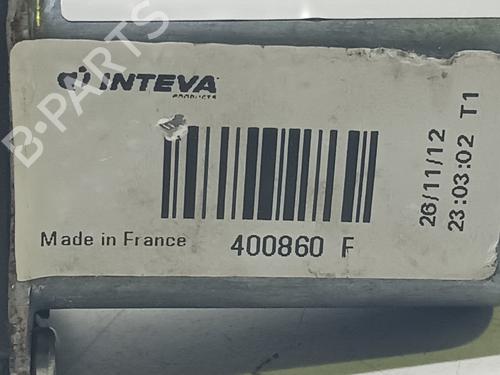 B-PARTS
INTEVA
PRODUCTS
Made in France
400860 F
26/11/12
23:03:02 T1